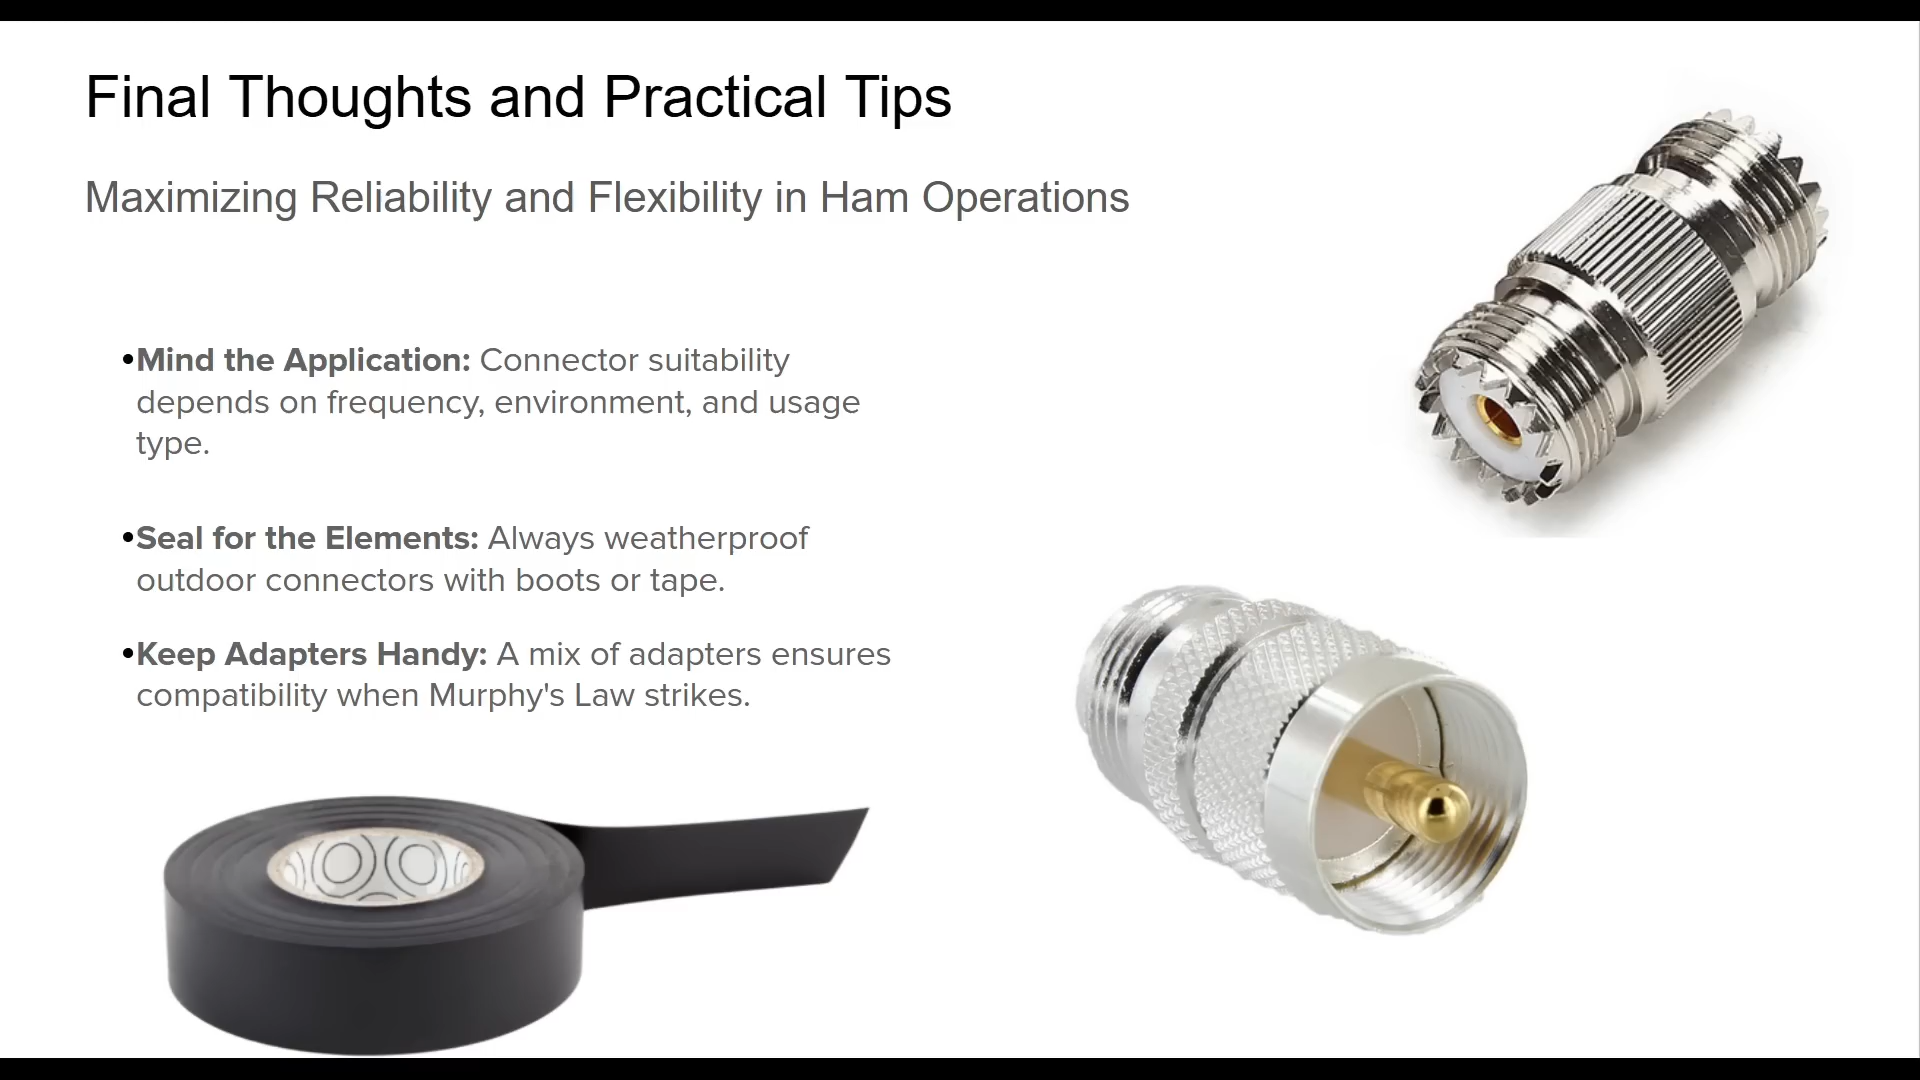 Final Thoughts and Practical Tips
Maximizing Reliability and Flexibility in Ham Operations
•Mind the Application: Connector suitability
depends on frequency, environment, and usage
type.
•Seal for the Elements: Always weatherproof
outdoor connectors with boots or tape.
•Keep Adapters Handy: A mix of adapters ensures
compatibility when Murphy's Law strikes.